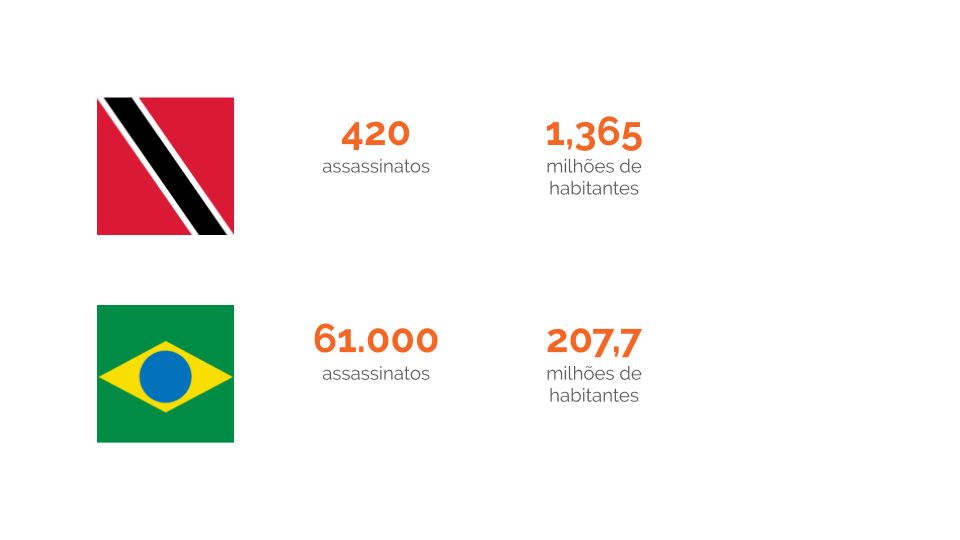 420
assassinatos
1,365
milhões de
habitantes
61.000
assassinatos
207,7
milhões de
habitantes